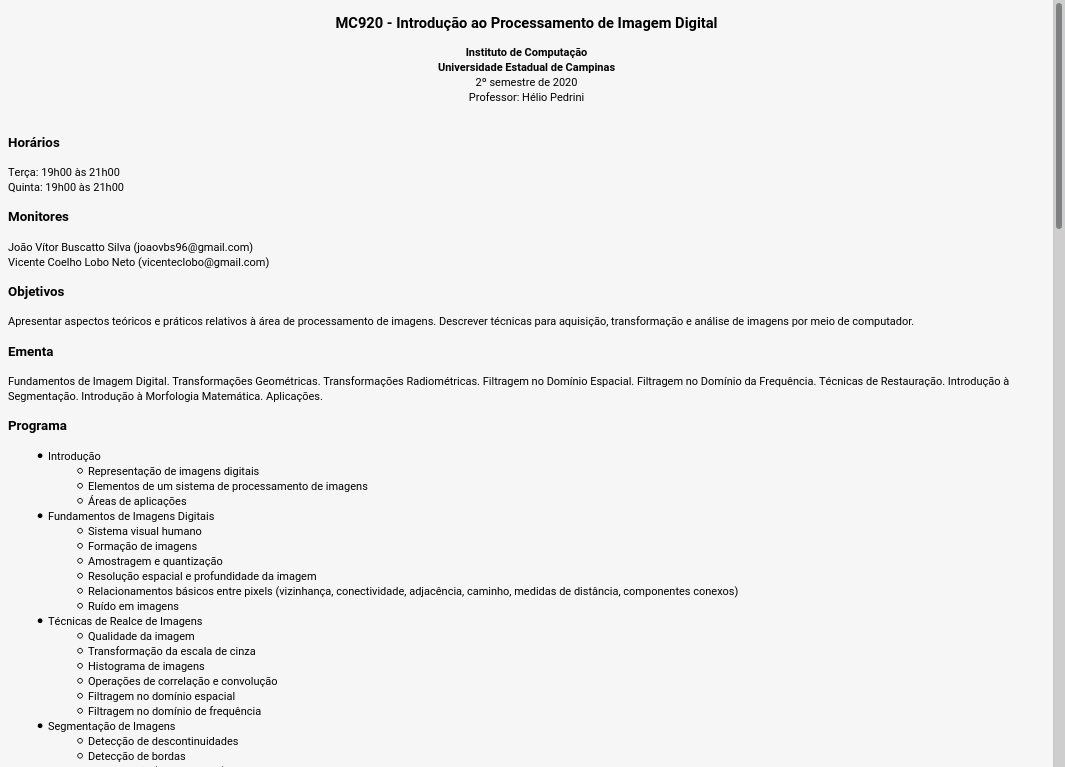 MC920 - Introdução ao Processamento de Imagem Digital
Instituto de Computação
Universidade Estadual de Campinas
2º semestre de 2020
Professor: Hélio Pedrini
Horários
Terça: 19h00 às 21h00
Quinta: 19h00 às 21h00
Monitores
João Vítor Buscatto Silva (joaovbs96@gmail.com)
Vicente Coelho Lobo Neto (vicenteclobo@gmail.com)
Objetivos
Apresentar aspectos teóricos e práticos relativos à área de processamento de imagens. Descrever técnicas para aquisição, transformação e análise de imagens por meio de computador.
Ementa
Fundamentos de Imagem Digital. Transformações Geométricas. Transformações Radiométricas. Filtragem no Domínio Espacial. Filtragem no Domínio da Frequência. Técnicas de Restauração. Introdução à
Segmentação. Introdução à Morfologia Matemática. Aplicações.
Programa
Introdução
Representação de imagens digitais
Elementos de um sistema de processamento de imagens
Áreas de aplicações
Fundamentos de Imagens Digitais
Sistema visual humano
Formação de imagens
Amostragem e quantização
Resolução espacial e profundidade da imagem
Relacionamentos básicos entre pixels (vizinhança, conectividade, adjacência, caminho, medidas de distância, componentes conexos)
Ruído em imagens
Técnicas de Realce de Imagens
Qualidade da imagem
Transformação da escala de cinza
Histograma de imagens
Operações de correlação e convolução
Filtragem no domínio espacial
Filtragem no domínio de frequência
Segmentação de Imagens
Detecção de descontinuidades
Detecção de bordas